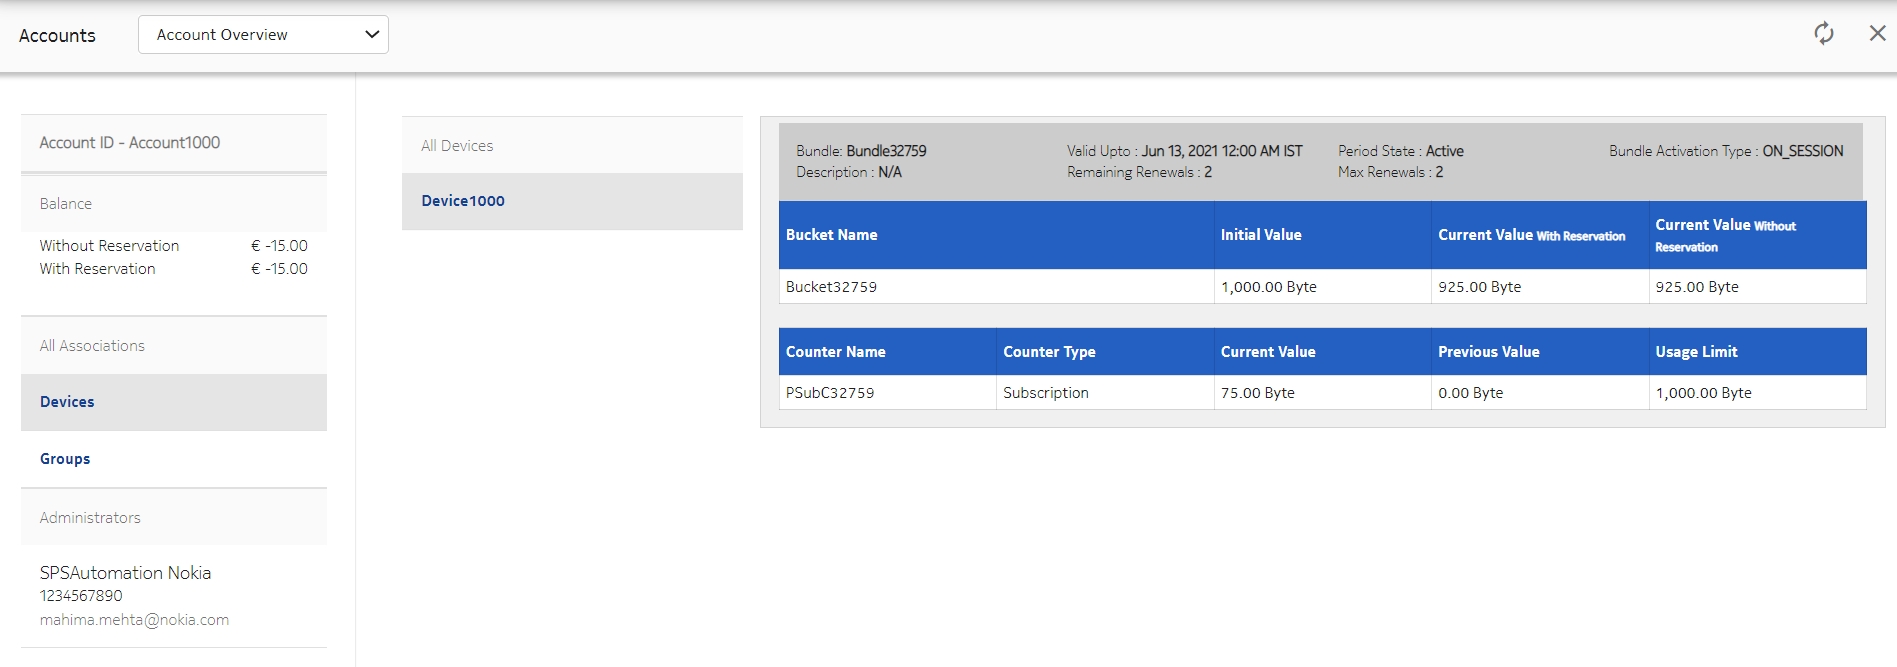 Accounts
Account Overview
Account ID - Account1000
Balance
Without Reservation € -15.00
With Reservation € -15.00
All Associations
Devices
Groups
Administrators
SPSAutomation Nokia
1234567890
mahima.mehta@nokia.com
All Devices
Device1000
Bundle: Bundle32759 Valid Upto : Jun 13, 2021 12:00 AM IST Period State : Active Bundle Activation Type : ON_SESSION
Description : N/A Remaining Renewals : 2 Max Renewals : 2
Bucket Name Initial Value Current Value With Reservation Current Value Without
Reservation
Bucket32759 1,000.00 Byte 925.00 Byte 925.00 Byte
Counter Name Counter Type Current Value Previous Value Usage Limit
PSubC32759 Subscription 75.00 Byte 0.00 Byte 1,000.00 Byte